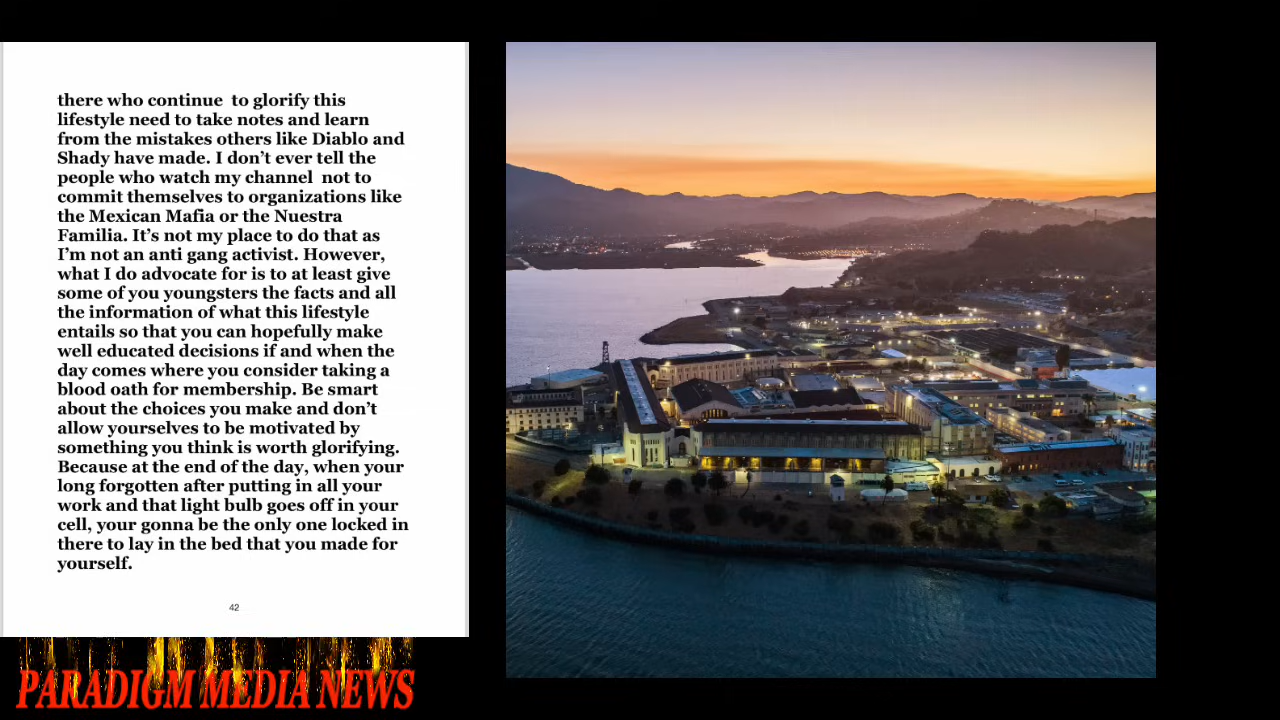 there who continue  to glorify this
lifestyle need to take notes and learn
from the mistakes others like Diablo and
Shady have made. I don't ever tell the
people who watch my channel  not to
commit themselves to organizations like
the Mexican Mafia or the Nuestra
Familia. It's not my place to do that as
I'm not an anti gang activist. However,
what I do advocate for is to at least give
some of you youngsters the facts and all
the information of what this lifestyle
entails so that you can hopefully make
well educated decisions if and when the
day comes where you consider taking a
blood oath for membership. Be smart
about the choices you make and don't
allow yourselves to be motivated by
something you think is worth glorifying.
Because at the end of the day, when your
long forgotten after putting in all your
work and that light bulb goes off in your
cell, your gonna be the only one locked in
there to lay in the bed that you made for
yourself.
42
PARADIGM MEDIA NEWS